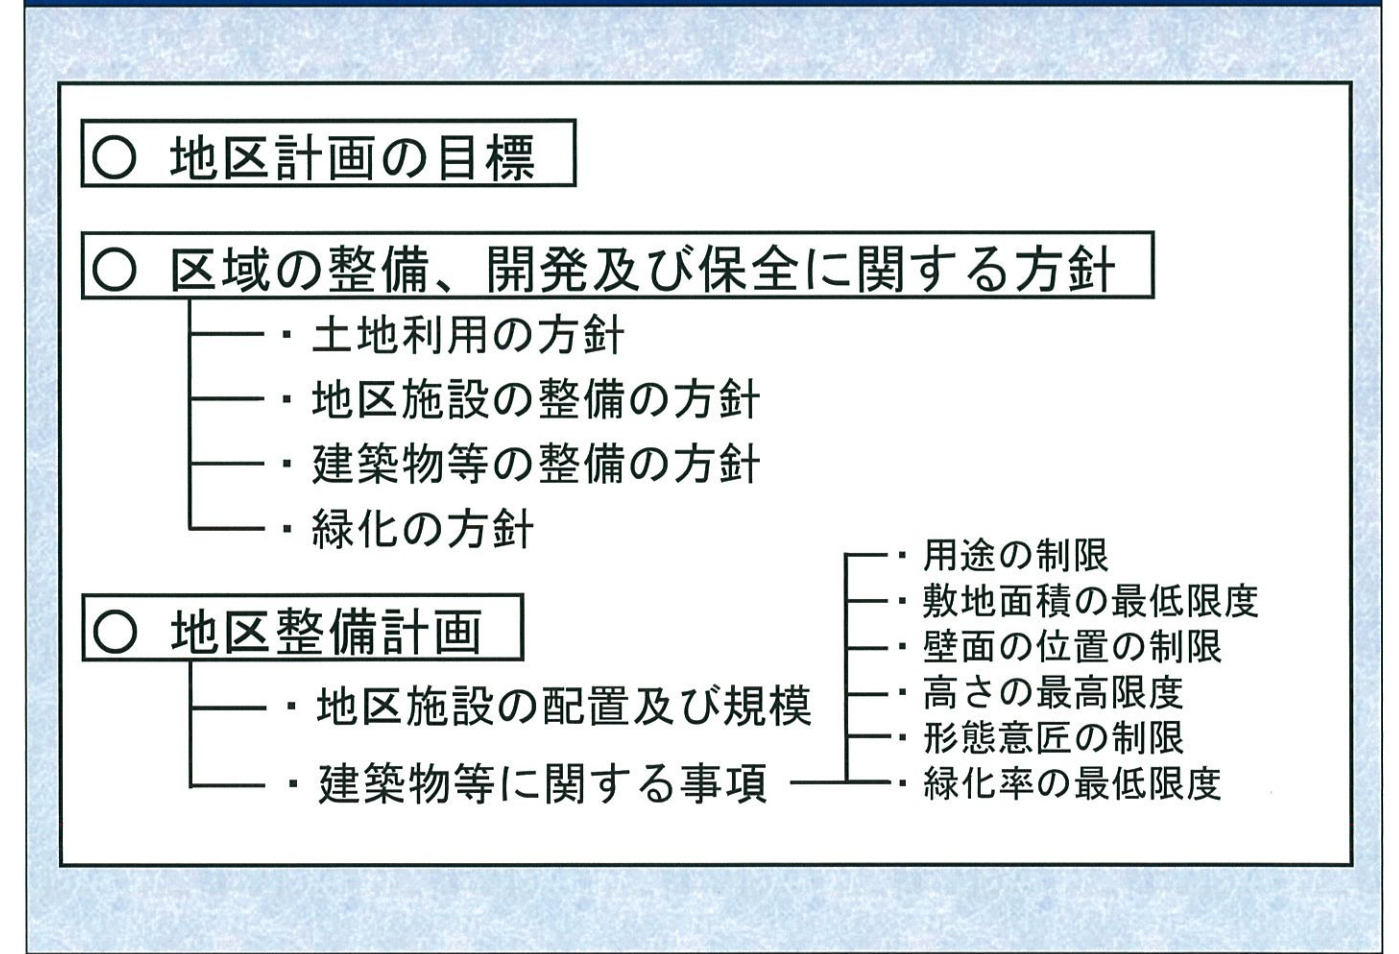 ○ 地区計画の目標
○ 区域の整備、開発及び保全に関する方針
・土地利用の方針
・地区施設の整備の方針
・建築物等の整備の方針
・緑化の方針
○ 地区整備計画
・地区施設の配置及び規模
・建築物等に関する事項
・用途の制限
・敷地面積の最低限度
・壁面の位置の制限
・高さの最高限度
・形態意匠の制限
・緑化率の最低限度